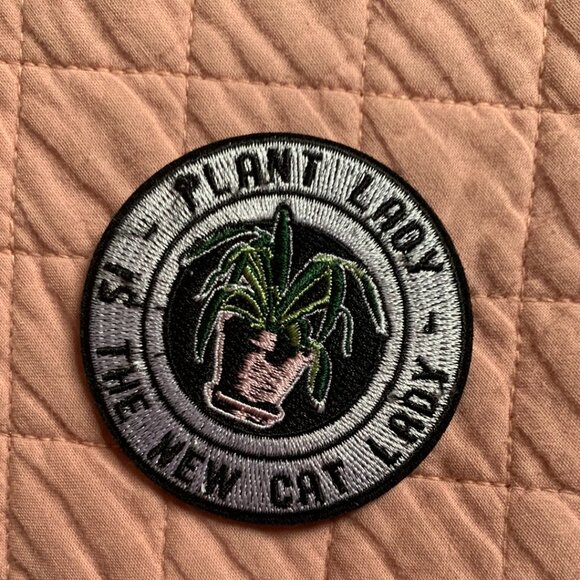 - PLANT LADY -
IS THE NEW CAT LADY